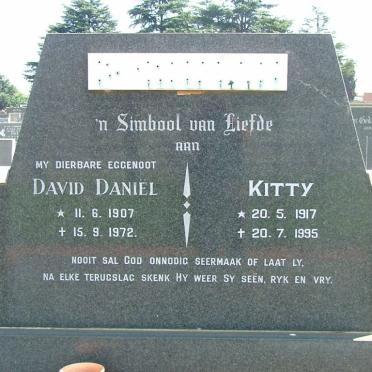 'n Simbool van Liefde
AAN
MY DIERBARE EGGENOOT
DAVID DANIEL
★ 11. 6. 1907
✝ 15. 9. 1972.
KITTY
★ 20. 5. 1917
✝ 20. 7. 1995
NOOIT SAL GOD ONNODIG SEERMAAK OF LAAT LY,
NA ELKE TERUGSLAG SKENK HY WEER SY SEËN, RYK EN VRY.